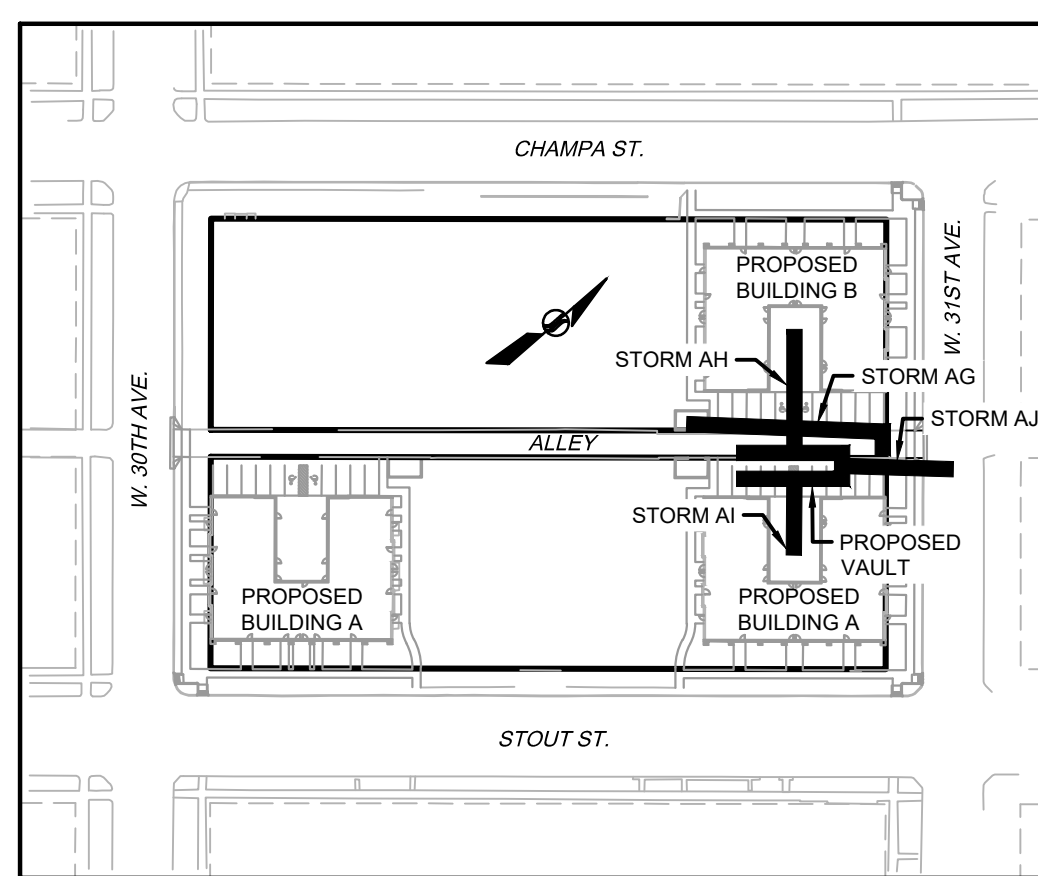 CHAMPA ST.
PROPOSED
BUILDING B
W. 31ST AVE.
STORM AH
STORM AG
STORM AJ
W. 30TH AVE.
ALLEY
STORM AI
PROPOSED
VAULT
PROPOSED
BUILDING A
PROPOSED
BUILDING A
STOUT ST.